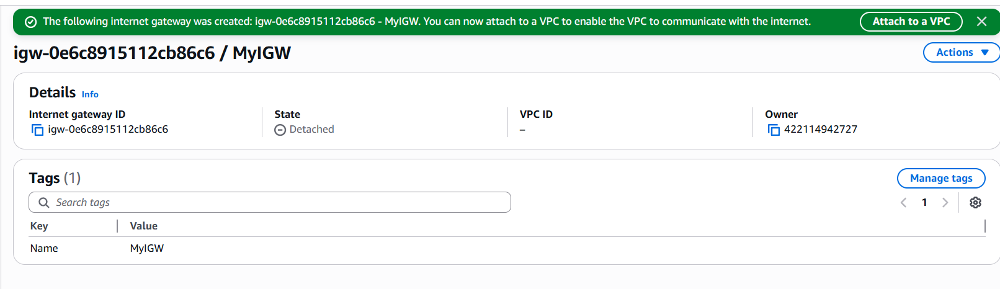 The following internet gateway was created: igw-0e6c8915112cb86c6 - MyIGW. You can now attach to a VPC to enable the VPC to communicate with the internet. Attach to a VPC
igw-0e6c8915112cb86c6 / MyIGW Actions
Details Info
Internet gateway ID State VPC ID Owner
igw-0e6c8915112cb86c6 Detached – 422114942727
Tags (1) Manage tags
Search tags 1
Key Value
Name MyIGW